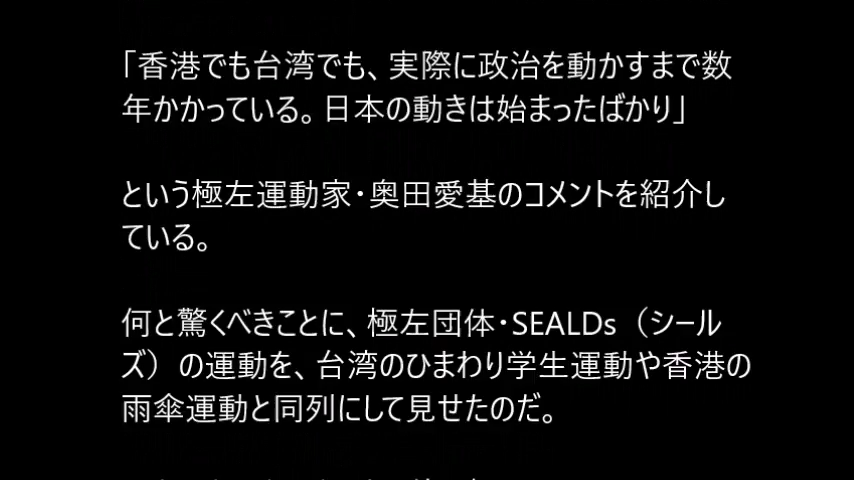 「香港でも台湾でも、実際に政治を動かすまで数
年かかっている。日本の動きは始まったばかり」
という極左運動家・奥田愛基のコメントを紹介し
ている。
何と驚くべきことに、極左団体・SEALDs（シール
ズ）の運動を、台湾のひまわり学生運動や香港の
雨傘運動と同列にして見せたのだ。